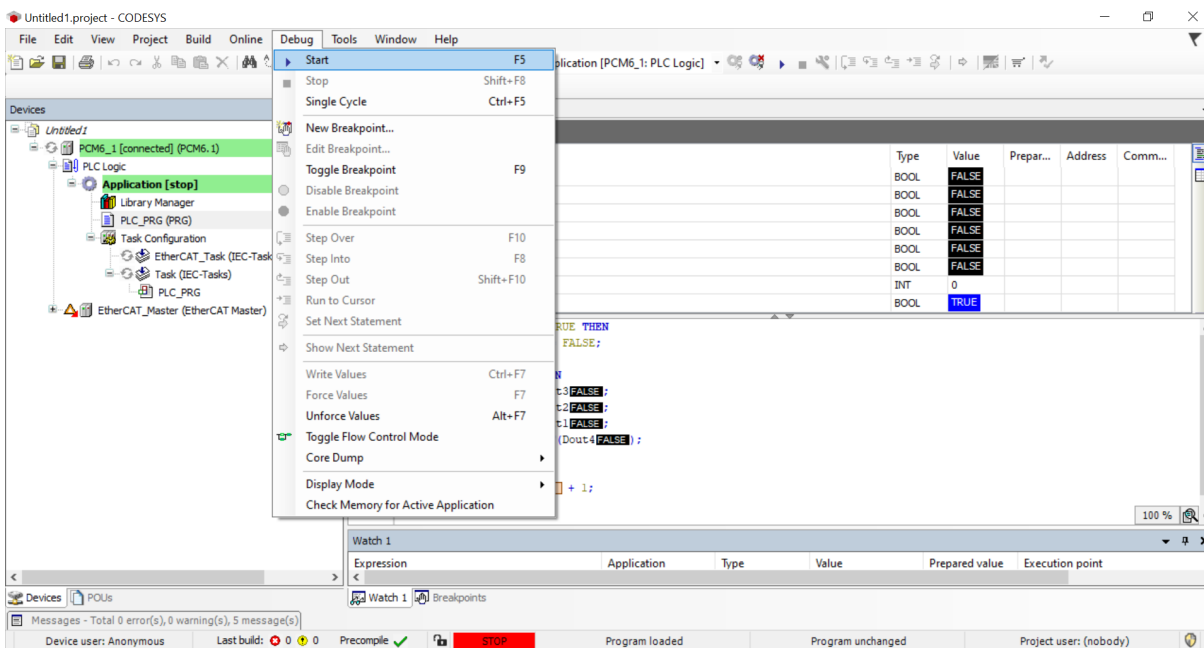 Untitled1.project - CODESYS
File Edit View Project Build Online Debug Tools Window Help
plication [PCM6_1: PLC Logic]
Devices
Untitled1
PCM6_1 [connected] (PCM6.1)
PLC Logic
Application [stop]
Library Manager
PLC_PRG (PRG)
Task Configuration
EtherCAT_Task (IEC-Task
Task (IEC-Tasks)
PLC_PRG
EtherCAT_Master (EtherCAT Master)
Start F5
Stop Shift+F8
Single Cycle Ctrl+F5
New Breakpoint...
Edit Breakpoint...
Toggle Breakpoint F9
Disable Breakpoint
Enable Breakpoint
Step Over F10
Step Into F8
Step Out Shift+F10
Run to Cursor
Set Next Statement
Show Next Statement
Write Values Ctrl+F7
Force Values F7
Unforce Values Alt+F7
Toggle Flow Control Mode
Core Dump
Display Mode
Check Memory for Active Application
Type Value Prepar... Address Comm...
BOOL FALSE
BOOL FALSE
BOOL FALSE
BOOL FALSE
BOOL FALSE
BOOL FALSE
INT 0
BOOL TRUE
RUE THEN
FALSE;
N
t3 FALSE ;
t2 FALSE ;
t1 FALSE ;
(Dout4 FALSE );
+ 1;
100 %
Watch 1
Expression Application Type Value Prepared value Execution point
Devices POUs
Watch 1 Breakpoints
Messages - Total 0 error(s), 0 warning(s), 5 message(s)
Device user: Anonymous Last build: 0 0 Precompile STOP Program loaded Program unchanged Project user: (nobody)